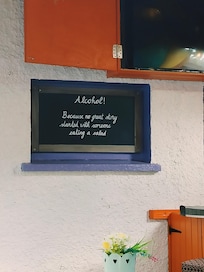 Alcohol!
Because no great story
started with someone
eating a salad